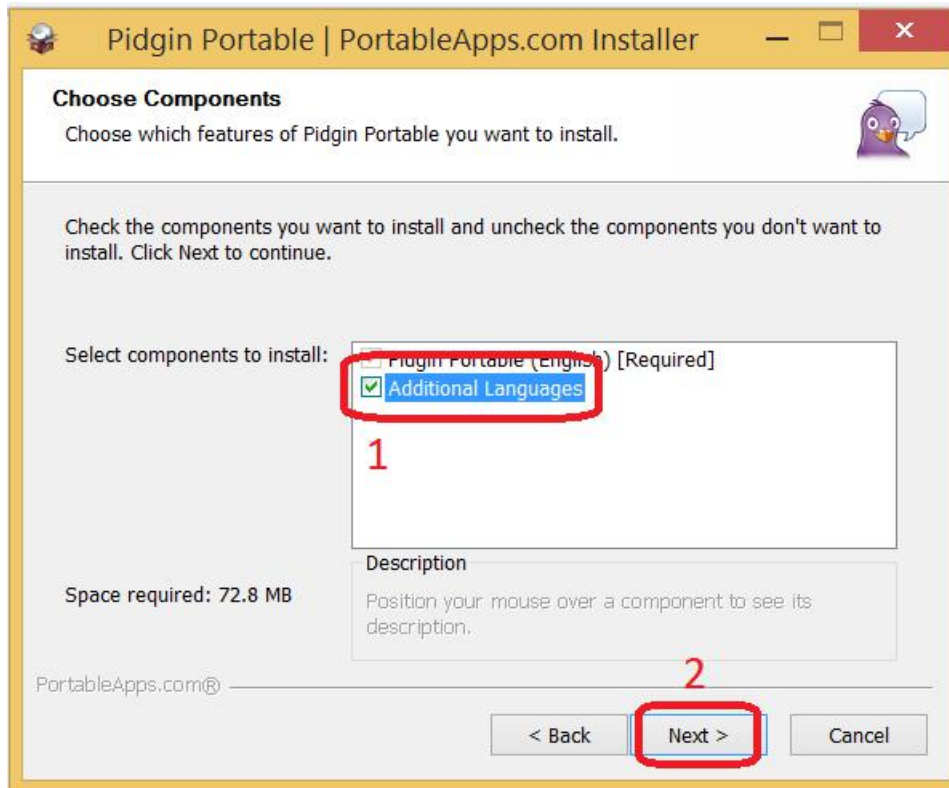 Pidgin Portable | PortableApps.com Installer
Choose Components
Choose which features of Pidgin Portable you want to install.
Check the components you want to install and uncheck the components you don't want to
install. Click Next to continue.
Select components to install:
Pidgin Portable (English) [Required]
Additional Languages
1
Description
Space required: 72.8 MB
Position your mouse over a component to see its
description.
2
PortableApps.com®
< Back
Next >
Cancel